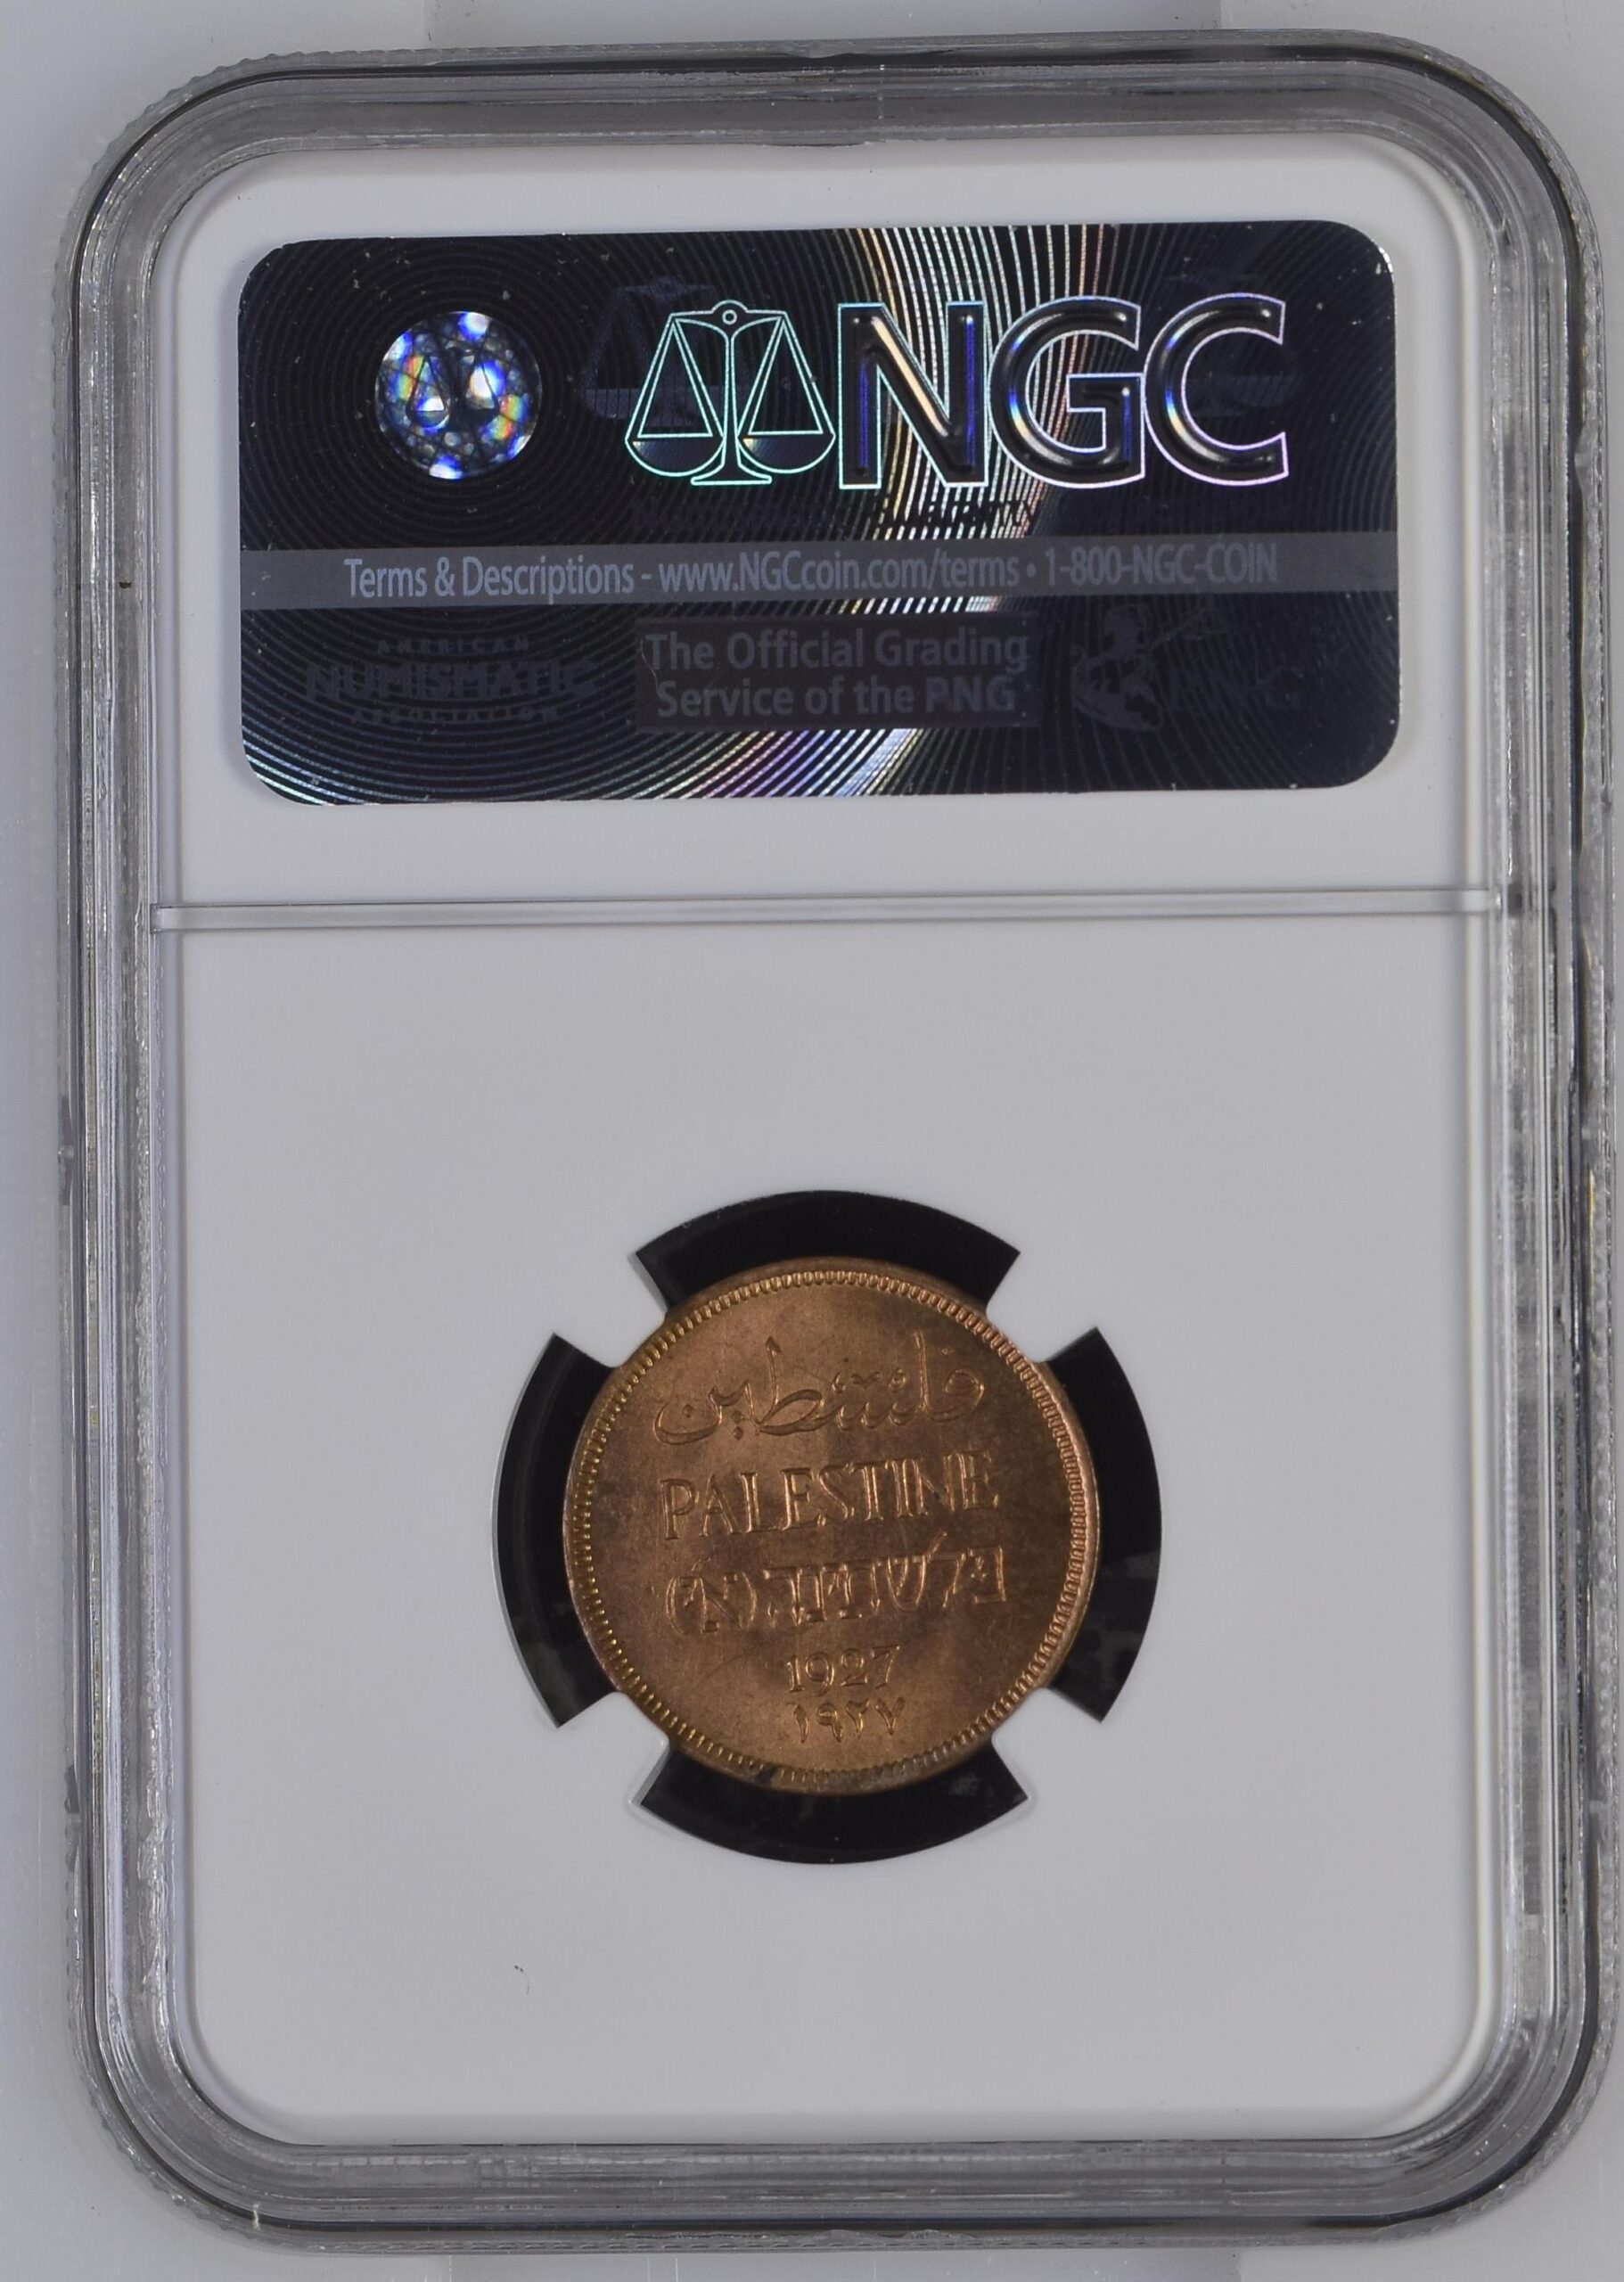 NGC
Terms & Descriptions - www.NGCcoin.com/terms • 1-800-NGC-COIN
AMERICAN
NUMISMATIC
ASSOCIATION
The Official Grading
Service of the PNG
فلسطين
PALESTINE
פלשתינה (א״י)
1927
١٩٢٧